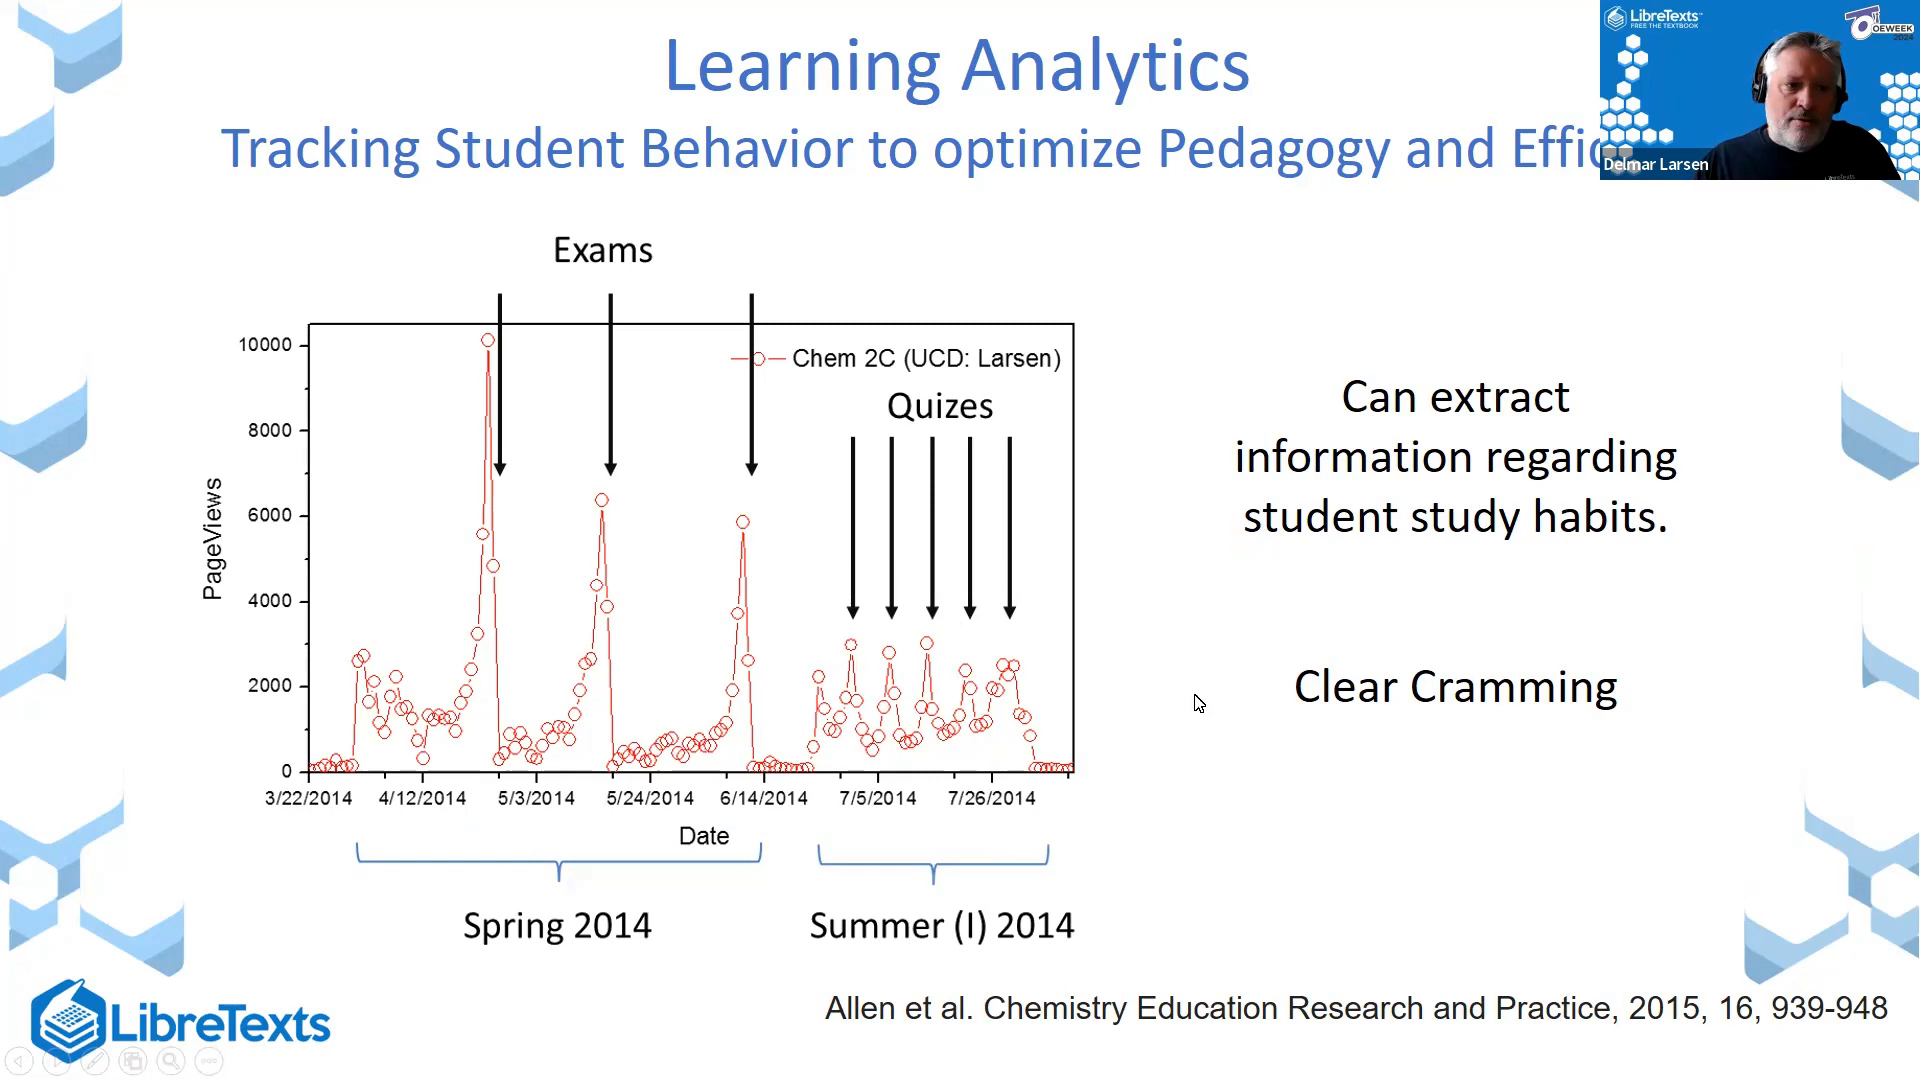 Learning Analytics
Tracking Student Behavior to optimize Pedagogy and
LibreTexts
FREE THE TEXTBOOK
OEWEEK
2024
Delmar Larsen
Exams
Chem 2C (UCD: Larsen)
Quizes
10000
8000
6000
4000
2000
0
PageViews
3/22/2014 4/12/2014 5/3/2014 5/24/2014 6/14/2014 7/5/2014 7/26/2014
Date
Spring 2014
Summer (I) 2014
Can extract
information regarding
student study habits.
Clear Cramming
LibreTexts
Allen et al. Chemistry Education Research and Practice, 2015, 16, 939-948